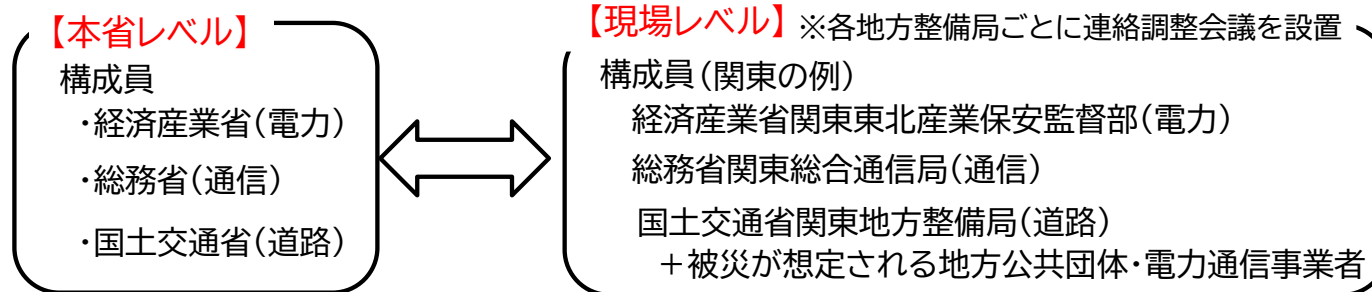 【本省レベル】
構成員
・経済産業省(電力)
・総務省(通信)
・国土交通省(道路)
【現場レベル】※各地方整備局ごとに連絡調整会議を設置
構成員(関東の例)
経済産業省関東東北産業保安監督部(電力)
総務省関東総合通信局(通信)
国土交通省関東地方整備局(道路)
＋被災が想定される地方公共団体・電力通信事業者